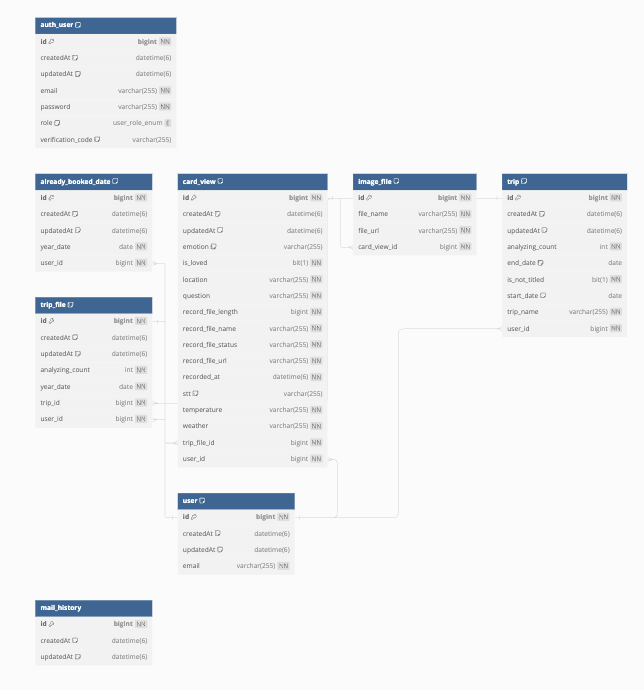 auth_user
id bigint NN
createdAt datetime(6)
updatedAt datetime(6)
email varchar(255) NN
password varchar(255) NN
role user_role_enum E
verification_code varchar(255)
already_booked_date
id bigint NN
createdAt datetime(6)
updatedAt datetime(6)
year_date date NN
user_id bigint NN
trip_file
id bigint NN
createdAt datetime(6)
updatedAt datetime(6)
analyzing_count int NN
year_date date NN
trip_id bigint NN
user_id bigint NN
card_view
id bigint NN
createdAt datetime(6)
updatedAt datetime(6)
emotion varchar(255)
is_loved bit(1) NN
location varchar(255) NN
question varchar(255) NN
record_file_length bigint NN
record_file_name varchar(255) NN
record_file_status varchar(255) NN
record_file_url varchar(255) NN
recorded_at datetime(6) NN
stt varchar(255)
temperature varchar(255) NN
weather varchar(255) NN
trip_file_id bigint NN
user_id bigint NN
image_file
id bigint NN
file_name varchar(255) NN
file_url varchar(255) NN
card_view_id bigint NN
trip
id bigint NN
createdAt datetime(6)
updatedAt datetime(6)
analyzing_count int NN
end_date date
is_not_titled bit(1) NN
start_date date
trip_name varchar(255) NN
user_id bigint NN
user
id bigint NN
createdAt datetime(6)
updatedAt datetime(6)
email varchar(255) NN
mail_history
id bigint NN
createdAt datetime(6)
updatedAt datetime(6)